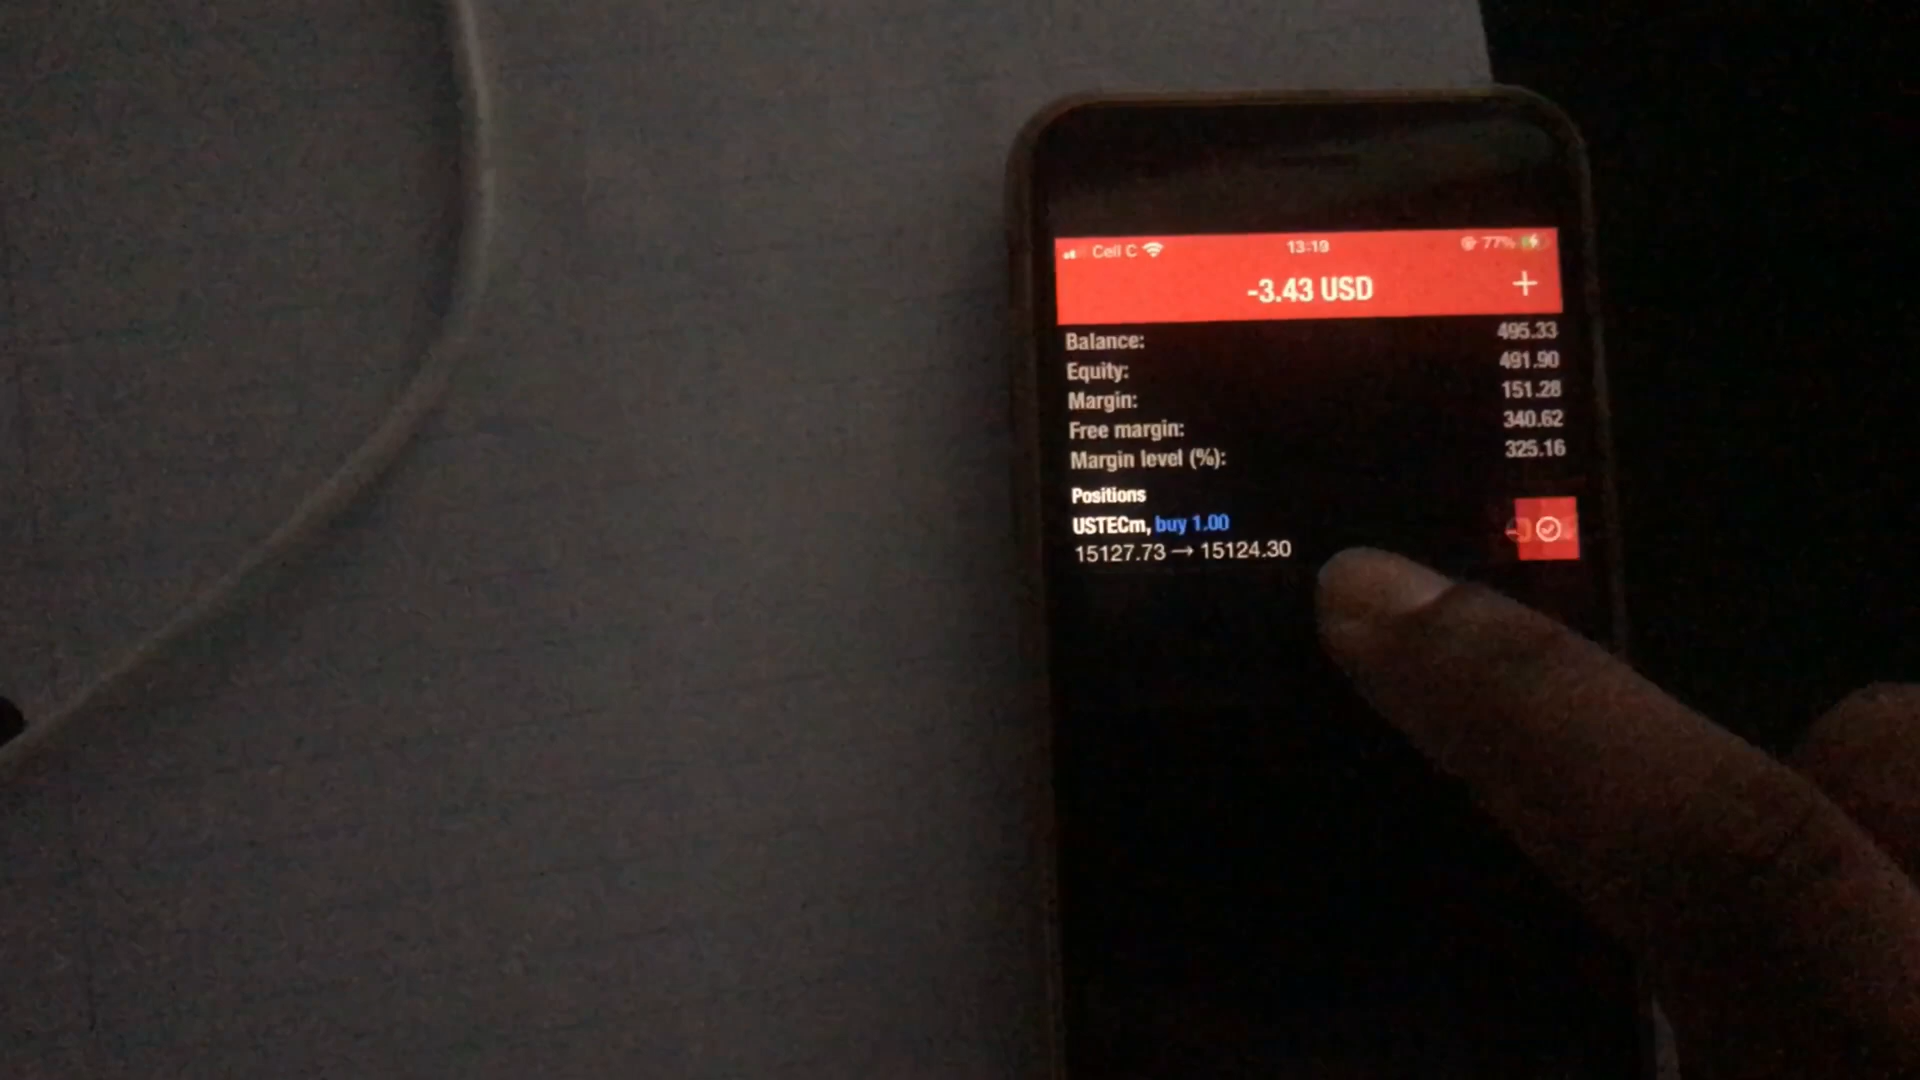 Cell C 13:19 77%
-3.43 USD +
Balance: 495.33
Equity: 491.90
Margin: 151.28
Free margin: 340.62
Margin level (%): 325.16
Positions
USTECm, buy 1.00
15127.73 → 15124.30